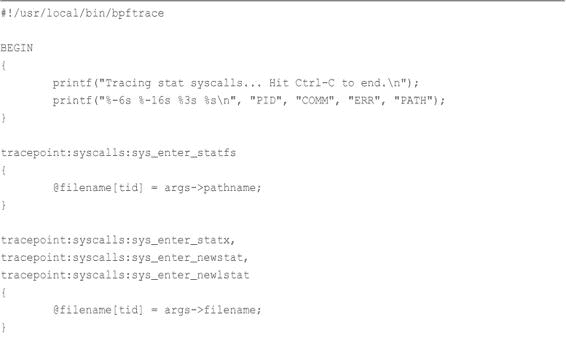 #!/usr/local/bin/bpftrace

BEGIN
{
        printf("Tracing stat syscalls... Hit Ctrl-C to end.\n");
        printf("%-6s %-16s %3s %s\n", "PID", "COMM", "ERR", "PATH");
}

tracepoint:syscalls:sys_enter_statfs
{
        @filename[tid] = args->pathname;
}

tracepoint:syscalls:sys_enter_statx,
tracepoint:syscalls:sys_enter_newstat,
tracepoint:syscalls:sys_enter_newlstat
{
        @filename[tid] = args->filename;
}